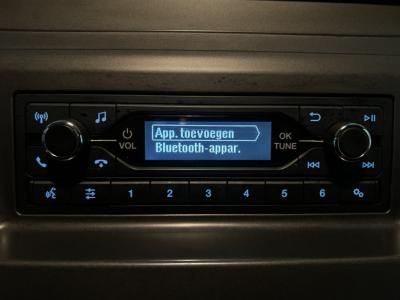 App. toevoegen
Bluetooth-appar.
VOL
OK
TUNE
1 2 3 4 5 6